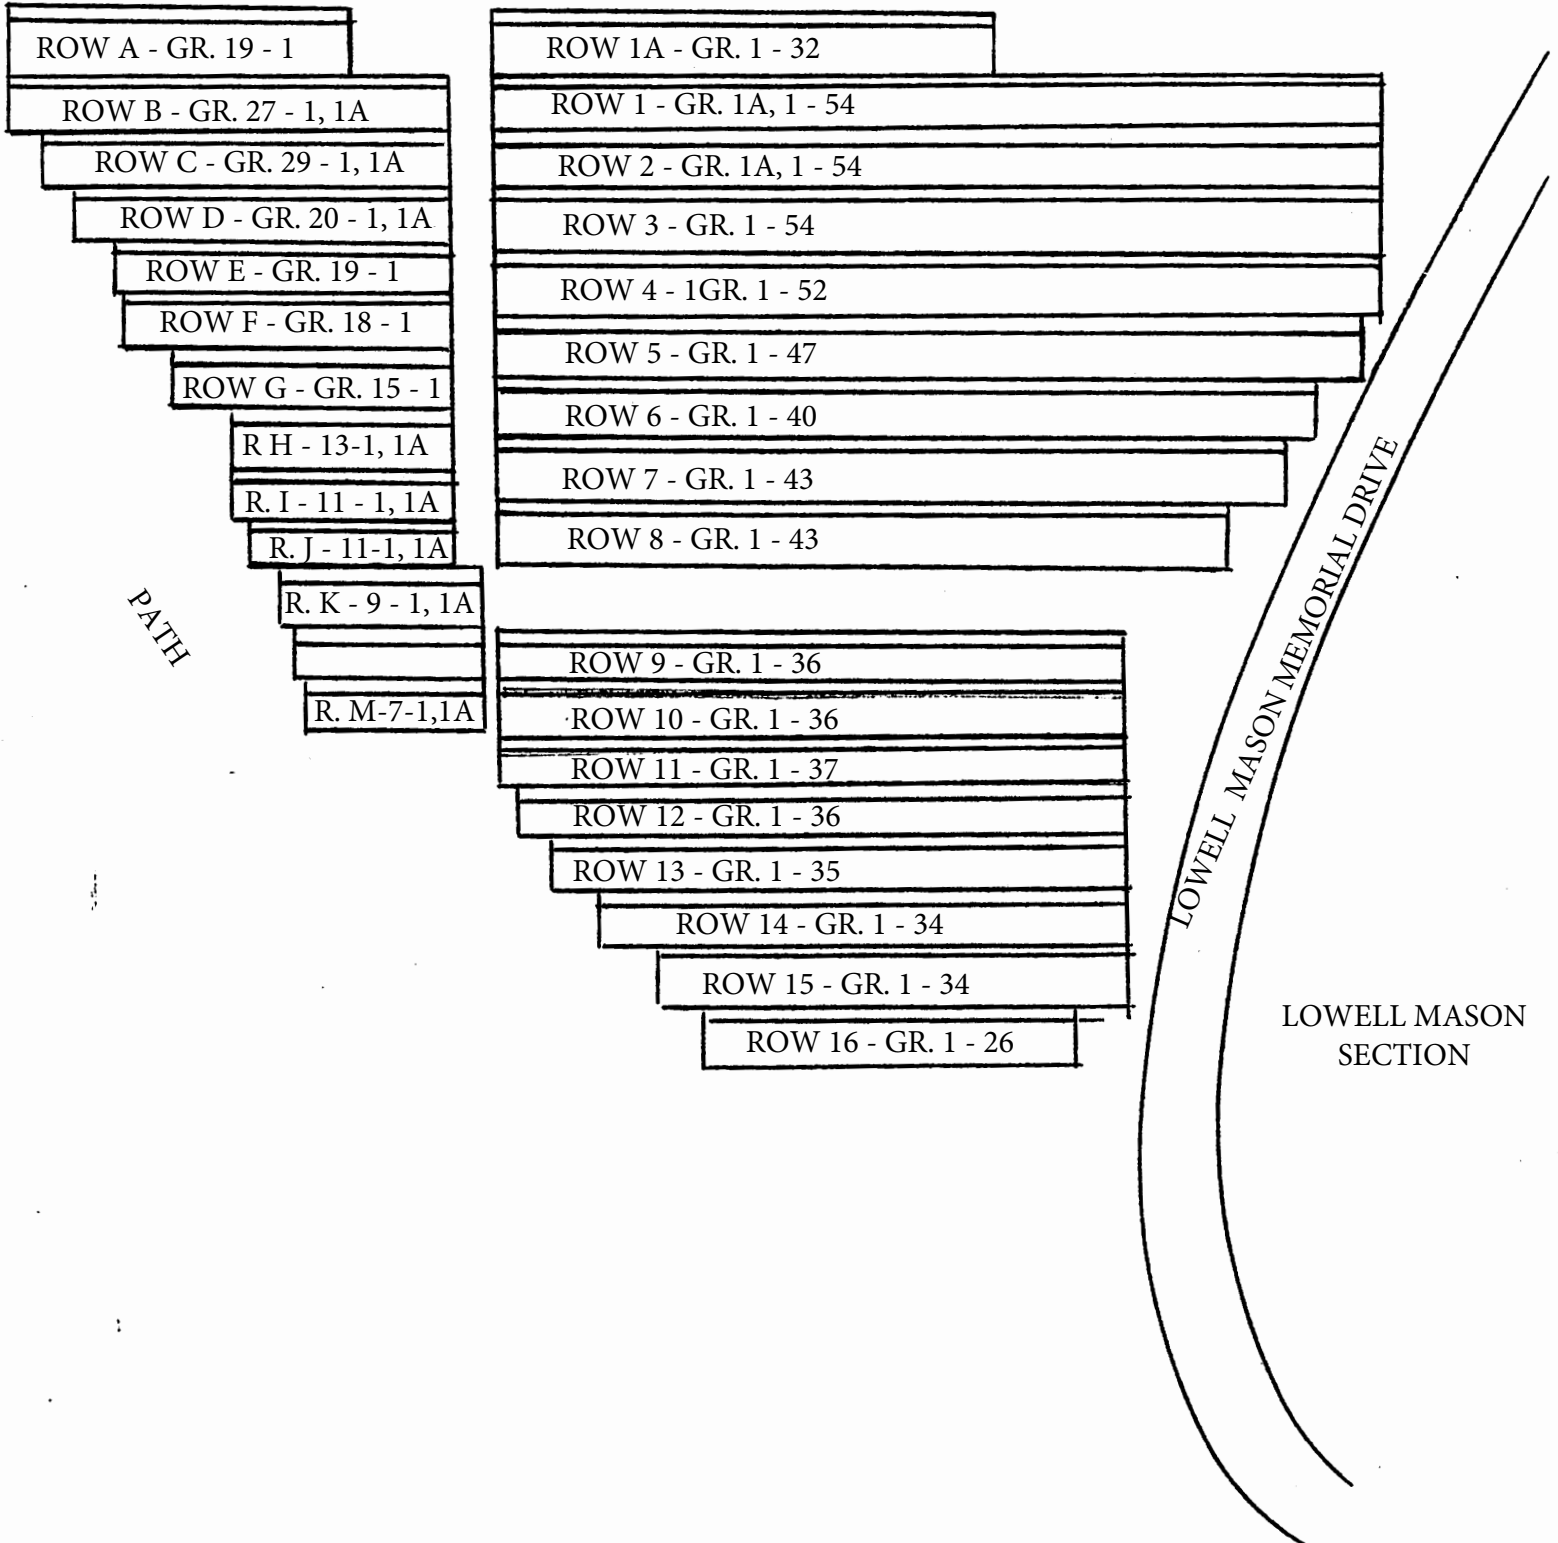 ROW A - GR. 19 - 1
ROW B - GR. 27 - 1, 1A
ROW C - GR. 29 - 1, 1A
ROW D - GR. 20 - 1, 1A
ROW E - GR. 19 - 1
ROW F - GR. 18 - 1
ROW G - GR. 15 - 1
R H - 13-1, 1A
R. I - 11 - 1, 1A
R. J - 11-1, 1A
R. K - 9 - 1, 1A
R. M-7-1,1A
PATH
ROW 1A - GR. 1 - 32
ROW 1 - GR. 1A, 1 - 54
ROW 2 - GR. 1A, 1 - 54
ROW 3 - GR. 1 - 54
ROW 4 - 1GR. 1 - 52
ROW 5 - GR. 1 - 47
ROW 6 - GR. 1 - 40
ROW 7 - GR. 1 - 43
ROW 8 - GR. 1 - 43
ROW 9 - GR. 1 - 36
ROW 10 - GR. 1 - 36
ROW 11 - GR. 1 - 37
ROW 12 - GR. 1 - 36
ROW 13 - GR. 1 - 35
ROW 14 - GR. 1 - 34
ROW 15 - GR. 1 - 34
ROW 16 - GR. 1 - 26
LOWELL MASON MEMORIAL DRIVE
LOWELL MASON
SECTION